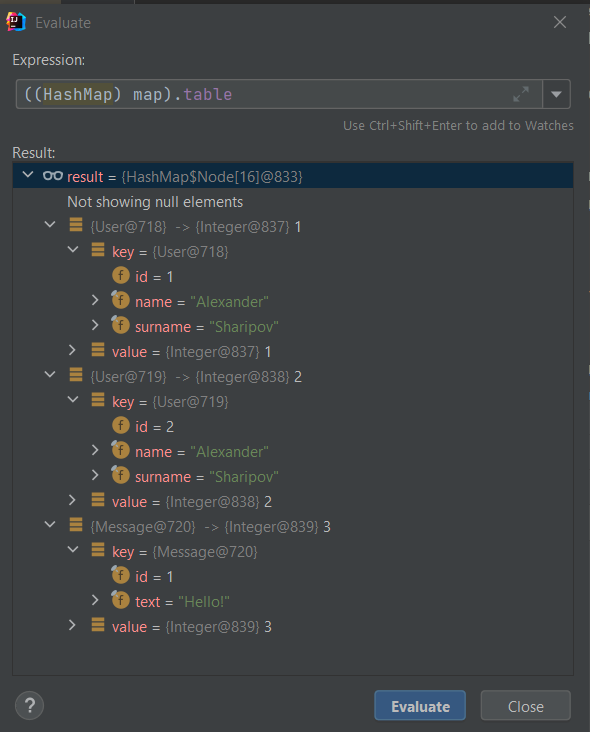 Evaluate
Expression:
((HashMap) map).table
Use Ctrl+Shift+Enter to add to Watches
Result:
result = {HashMap$Node[16]@833}
Not showing null elements
{User@718} -> {Integer@837} 1
key = {User@718}
f id = 1
f name = "Alexander"
f surname = "Sharipov"
value = {Integer@837} 1
{User@719} -> {Integer@838} 2
key = {User@719}
f id = 2
f name = "Alexander"
f surname = "Sharipov"
value = {Integer@838} 2
{Message@720} -> {Integer@839} 3
key = {Message@720}
f id = 1
f text = "Hello!"
value = {Integer@839} 3
? Evaluate Close